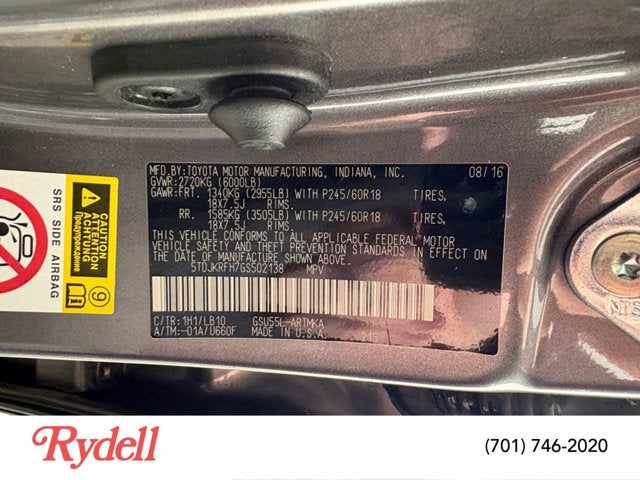 MFD.BY:TOYOTA MOTOR MANUFACTURING, INDIANA, INC. 08/16
GVWR:2720KG (6000LB)
GAWR:FRT. 1340KG (2955LB) WITH P245/60R18 TIRES,
18X7.5J RIMS.
RR. 1585KG (3505LB) WITH P245/60R18 TIRES,
18X7.5J RIMS.
THIS VEHICLE CONFORMS TO ALL APPLICABLE FEDERAL MOTOR
VEHICLE SAFETY AND THEFT PREVENTION STANDARDS IN EFFECT ON
THE DATE OF MANUFACTURE SHOWN ABOVE.
5TDJKRFH7GS502138 MPV
C/TR:1H1/LB10 GSU55L-ARTMKA
A/TM:-01A/U660F MADE IN U.S.A. 215
SIDE AIRBAG
CAUTION
ATTENTION
9
Rydell
(701) 746-2020